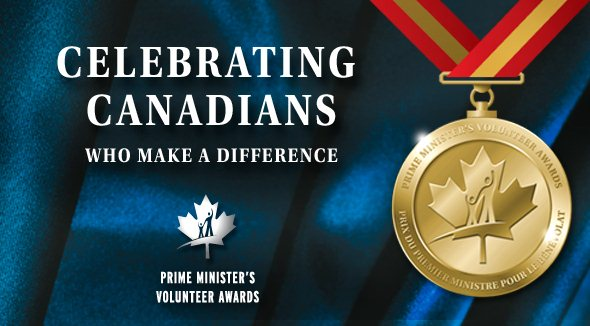 CELEBRATING
CANADIANS
WHO MAKE A DIFFERENCE
PRIME MINISTER'S
VOLUNTEER AWARDS
PRIME MINISTER'S VOLUNTEER AWARDS
PRIX DU PREMIER MINISTRE POUR LE BÉNÉVOLAT